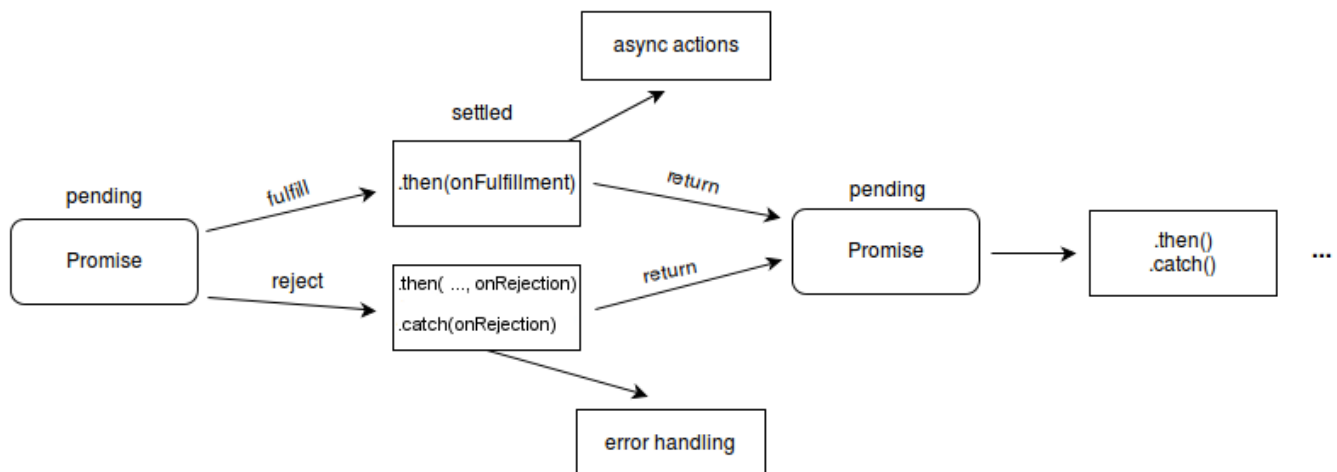 async actions
settled
.then(onFulfillment)
pending
fulfill
return
pending
Promise
Promise
.then()
.catch()
...
reject
.then( ..., onRejection)
.catch(onRejection)
return
error handling